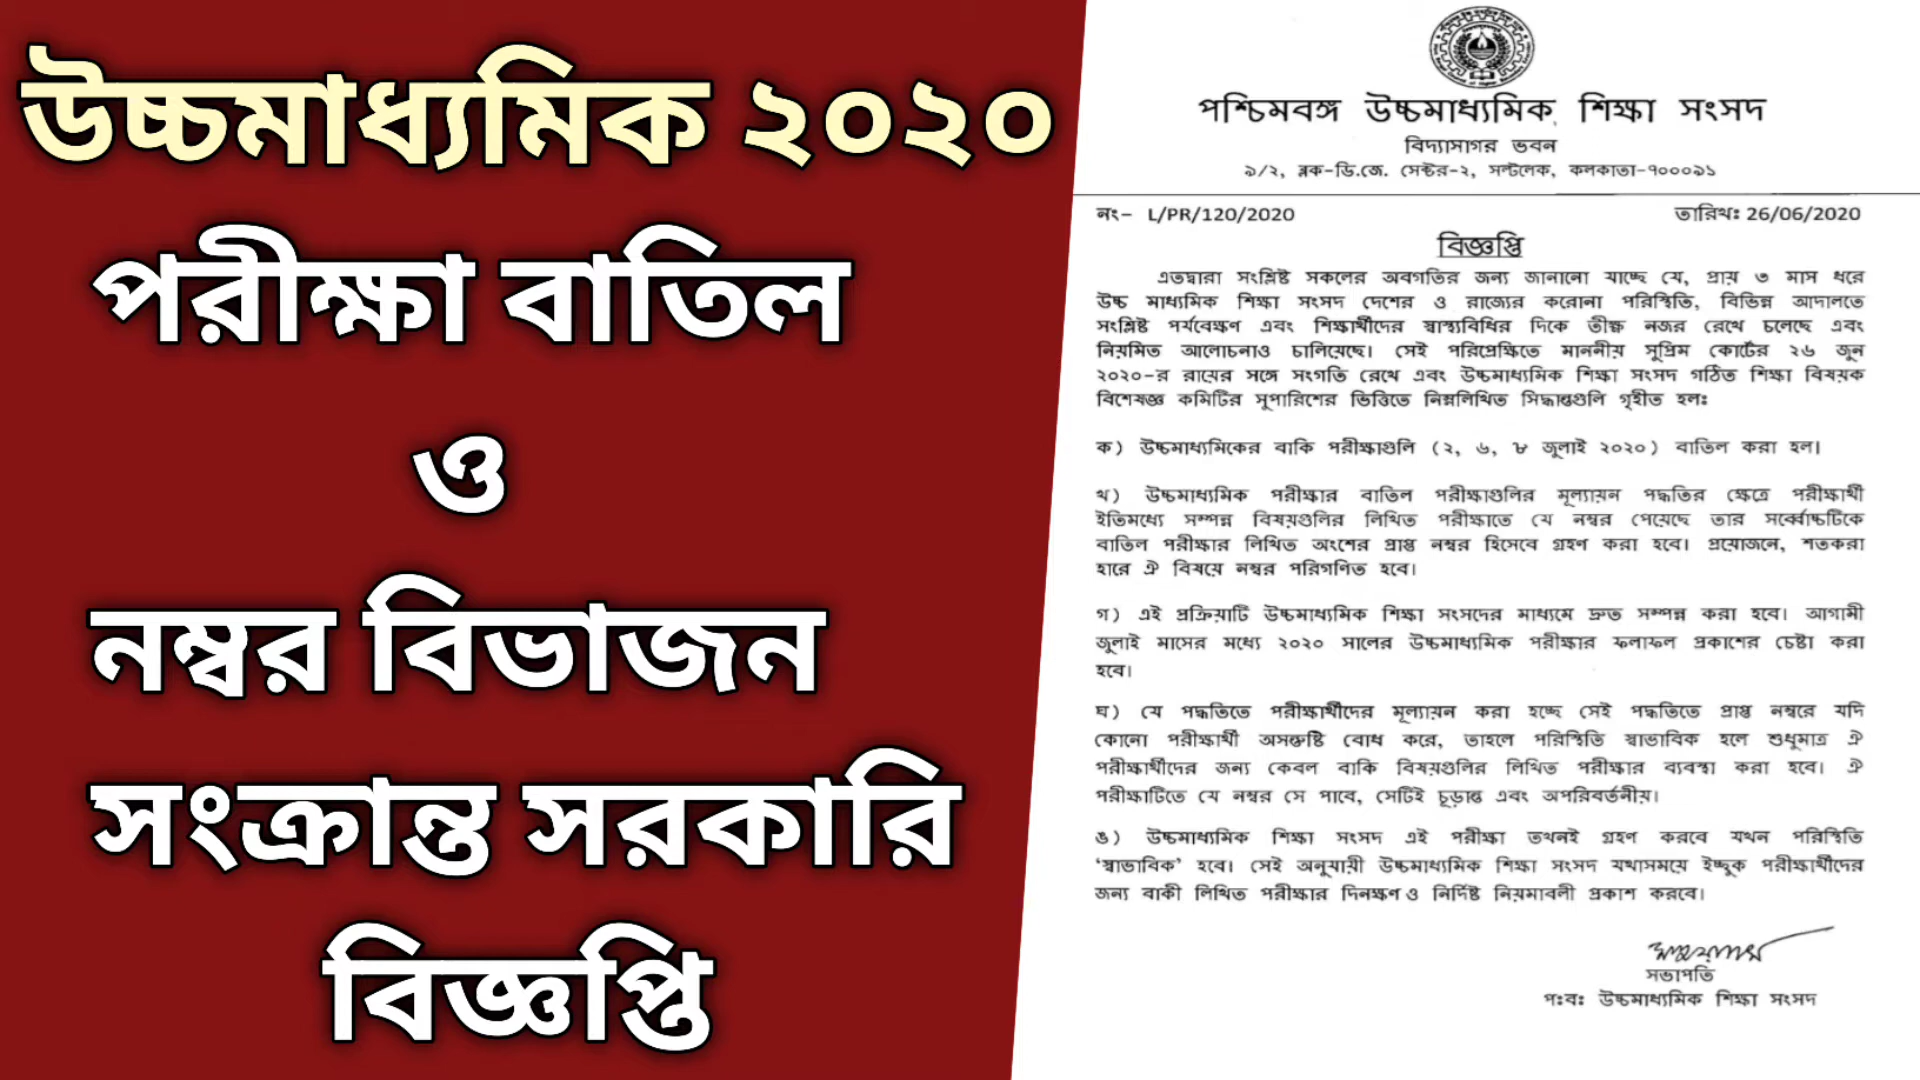 উচ্চমাধ্যমিক ২০২০
পরীক্ষা বাতিল
ও
নম্বর বিভাজন
সংক্রান্ত সরকারি
বিজ্ঞপ্তি
পশ্চিমবঙ্গ উচ্চমাধ্যমিক শিক্ষা সংসদ
বিদ্যাসাগর ভবন
৯/২, ব্লক-ডি.জে. সেক্টর-২, সল্টলেক, কলকাতা-৭০০০৯১
নং- L/PR/120/2020 তারিখঃ 26/06/2020
বিজ্ঞপ্তি
এতদ্বারা সংশ্লিষ্ট সকলের অবগতির জন্য জানানো যাচ্ছে যে, প্রায় ৩ মাস ধরে
উচ্চ মাধ্যমিক শিক্ষা সংসদ দেশের ও রাজ্যের করোনা পরিস্থিতি, বিভিন্ন আদালতে
সংশ্লিষ্ট পর্যবেক্ষণ এবং শিক্ষার্থীদের স্বাস্থ্যবিধির দিকে তীক্ষ্ণ নজর রেখে চলেছে এবং
নিয়মিত আলোচনাও চালিয়েছে। সেই পরিপ্রেক্ষিতে মাননীয় সুপ্রিম কোর্টের ২৬ জুন
২০২০-র রায়ের সঙ্গে সংগতি রেখে এবং উচ্চমাধ্যমিক শিক্ষা সংসদ গঠিত শিক্ষা বিষয়ক
বিশেষজ্ঞ কমিটির সুপারিশের ভিত্তিতে নিম্নলিখিত সিদ্ধান্তগুলি গৃহীত হলঃ
ক) উচ্চমাধ্যমিকের বাকি পরীক্ষাগুলি (২, ৬, ৮ জুলাই ২০২০) বাতিল করা হল।
খ) উচ্চমাধ্যমিক পরীক্ষার বাতিল পরীক্ষাগুলির মূল্যায়ন পদ্ধতির ক্ষেত্রে পরীক্ষার্থী
ইতিমধ্যে সম্পন্ন বিষয়গুলির লিখিত পরীক্ষাতে যে নম্বর পেয়েছে তার সর্ব্বোচ্চটিকে
বাতিল পরীক্ষার লিখিত অংশের প্রাপ্ত নম্বর হিসেবে গ্রহণ করা হবে। প্রয়োজনে, শতকরা
হারে ঐ বিষয়ে নম্বর পরিগণিত হবে।
গ) এই প্রক্রিয়াটি উচ্চমাধ্যমিক শিক্ষা সংসদের মাধ্যমে দ্রুত সম্পন্ন করা হবে। আগামী
জুলাই মাসের মধ্যে ২০২০ সালের উচ্চমাধ্যমিক পরীক্ষার ফলাফল প্রকাশের চেষ্টা করা
হবে।
ঘ) যে পদ্ধতিতে পরীক্ষার্থীদের মূল্যায়ন করা হচ্ছে সেই পদ্ধতিতে প্রাপ্ত নম্বরে যদি
কোনো পরীক্ষার্থী অসন্তুষ্টি বোধ করে, তাহলে পরিস্থিতি স্বাভাবিক হলে শুধুমাত্র ঐ
পরীক্ষার্থীদের জন্য কেবল বাকি বিষয়গুলির লিখিত পরীক্ষার ব্যবস্থা করা হবে। ঐ
পরীক্ষাটিতে যে নম্বর সে পাবে, সেটিই চূড়ান্ত এবং অপরিবর্তনীয়।
ঙ) উচ্চমাধ্যমিক শিক্ষা সংসদ এই পরীক্ষা তখনই গ্রহণ করবে যখন পরিস্থিতি
‘স্বাভাবিক’ হবে। সেই অনুযায়ী উচ্চমাধ্যমিক শিক্ষা সংসদ যথাসময়ে ইচ্ছুক পরীক্ষার্থীদের
জন্য বাকী লিখিত পরীক্ষার দিনক্ষণ ও নির্দিষ্ট নিয়মাবলী প্রকাশ করবে।
সভাপতি
পঃবঃ উচ্চমাধ্যমিক শিক্ষা সংসদ